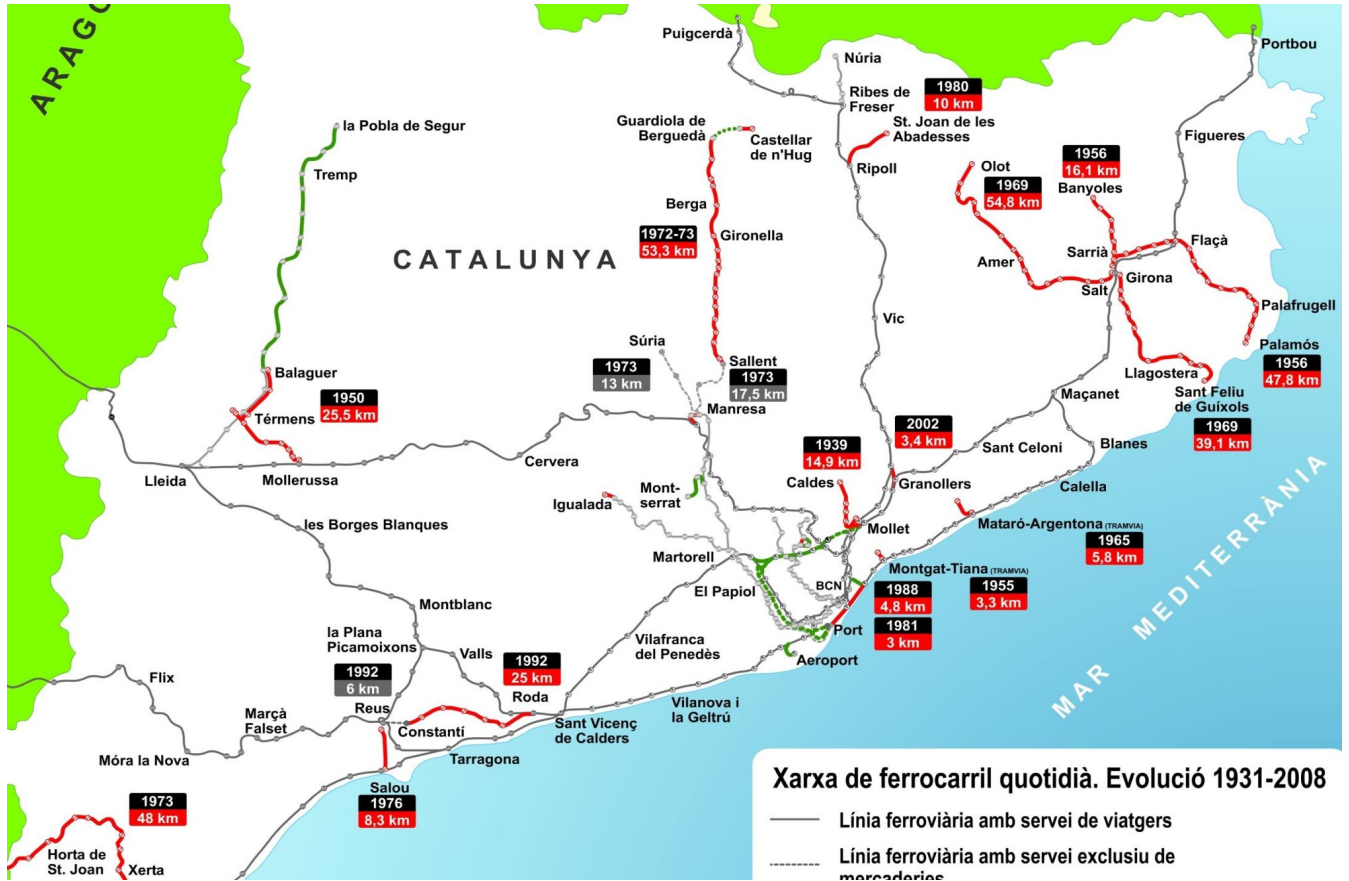 ARAGO
Puigcerdà
Núria
Portbou
Ribes de
Freser
1980
10 km
St. Joan de les
Abadesses
la Pobla de Segur
Guardiola de
Berguedà
Castellar
de n'Hug
Figueres
Tremp
Ripoll
Olot
1969
54,8 km
1956
16,1 km
Banyoles
Berga
1972-73
53,3 km
Gironella
CATALUNYA
Sarrià
Flaçà
Amer
Girona
Salt
Palafrugell
Vic
Súria
Sallent
Palamós
1956
47,8 km
1973
13 km
1973
17,5 km
Balaguer
Llagostera
Sant Feliu
de Guíxols
1969
39,1 km
1950
25,5 km
Térmens
Manresa
Maçanet
2002
3,4 km
Sant Celoni
Blanes
1939
14,9 km
Cervera
Lleida
Mollerussa
Caldes
Granollers
Calella
Mont-
serrat
Igualada
les Borges Blanques
Mollet
Mataró-Argentona (TRAMVIA)
1965
5,8 km
Martorell
Montgat-Tiana (TRAMVIA)
1955
3,3 km
El Papiol
BCN
1988
4,8 km
Montblanc
1981
3 km
Port
la Plana
Picamoixons
Valls
Vilafranca
del Penedès
Aeroport
MAR MEDITERRÀNIA
1992
6 km
1992
25 km
Flix
Reus
Roda
Vilanova i
la Geltrú
Marçà
Falset
Constantí
Sant Vicenç
de Calders
Móra la Nova
Tarragona
Salou
1976
8,3 km
1973
48 km
Horta de
St. Joan
Xerta
Xarxa de ferrocarril quotidià. Evolució 1931-2008
Línia ferroviària amb servei de viatgers
Línia ferroviària amb servei exclusiu de
mercaderies